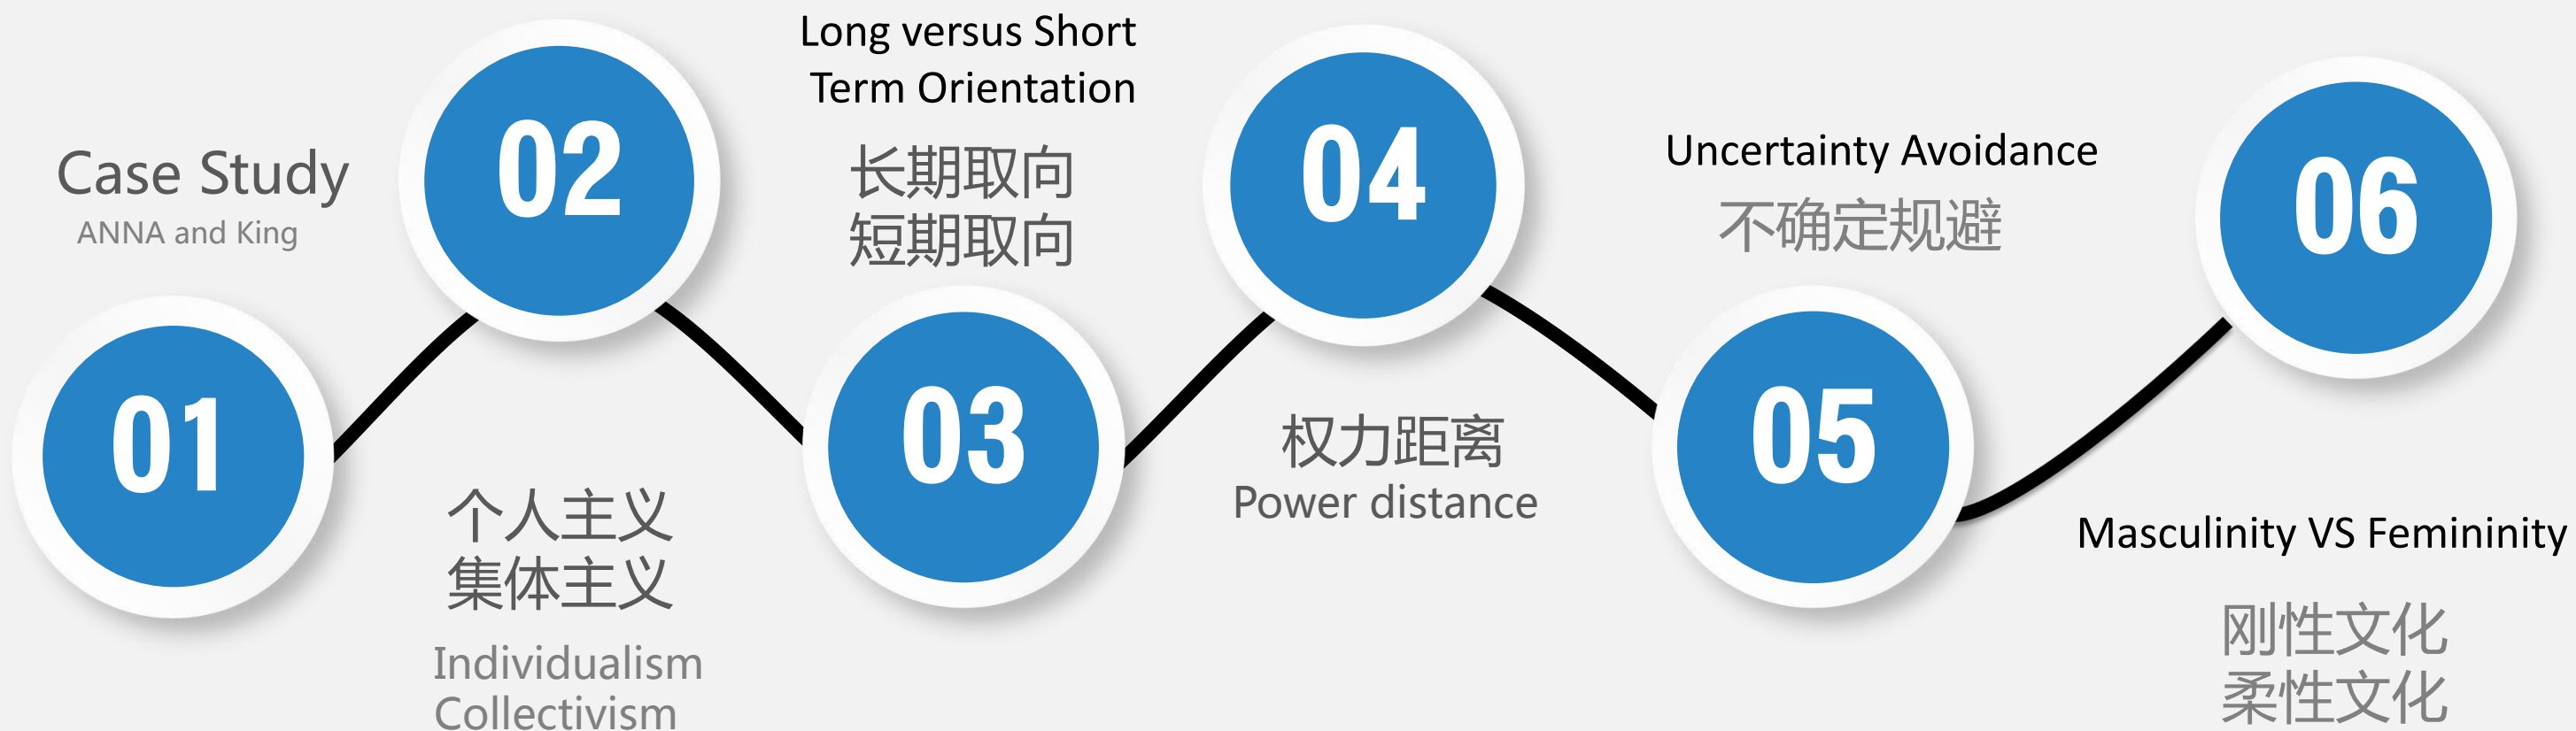 01
Case Study
ANNA and King
02
个人主义
集体主义
Individualism
Collectivism
03
Long versus Short
Term Orientation
长期取向
短期取向
04
权力距离
Power distance
05
Uncertainty Avoidance
不确定规避
06
Masculinity VS Femininity
刚性文化
柔性文化